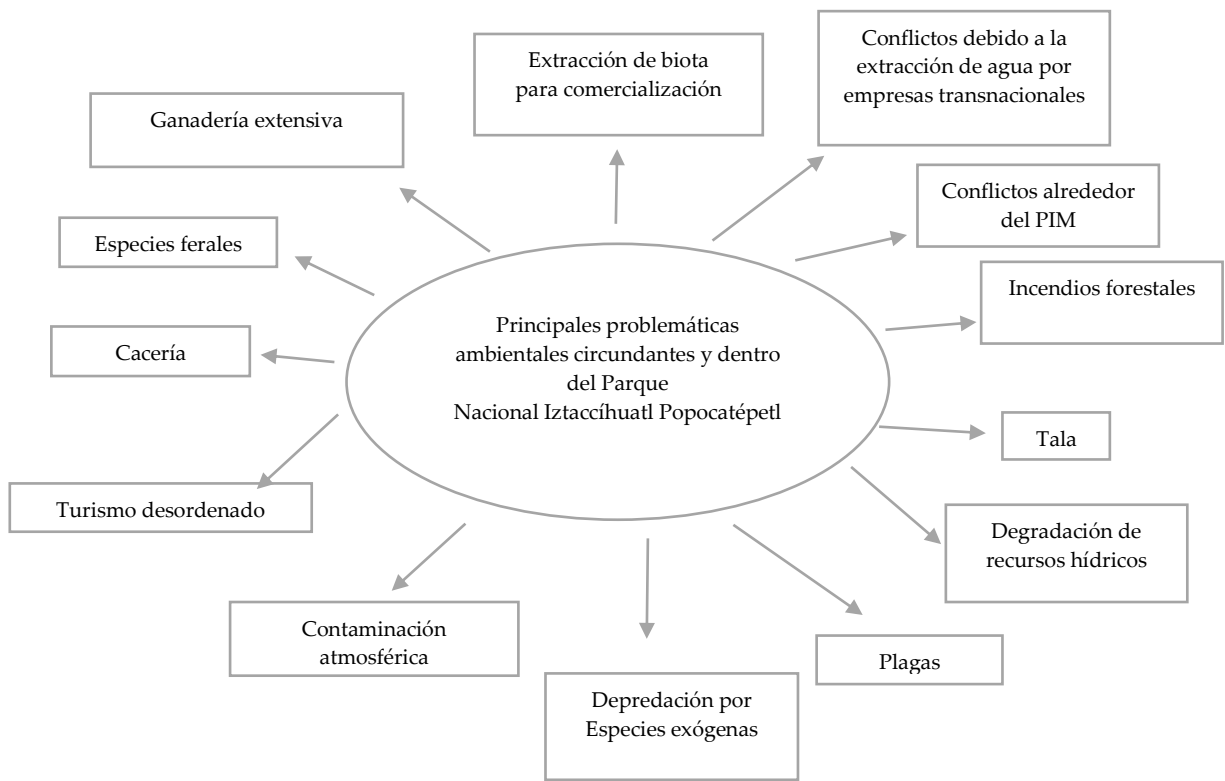 Extracción de biota
para comercialización
Conflictos debido a la
extracción de agua por
empresas transnacionales
Ganadería extensiva
Conflictos alrededor
del PIM
Especies ferales
Incendios forestales
Principales problemáticas
ambientales circundantes y dentro
del Parque
Nacional Iztaccíhuatl Popocatépetl
Cacería
Tala
Turismo desordenado
Degradación de
recursos hídricos
Contaminación
atmosférica
Plagas
Depredación por
Especies exógenas